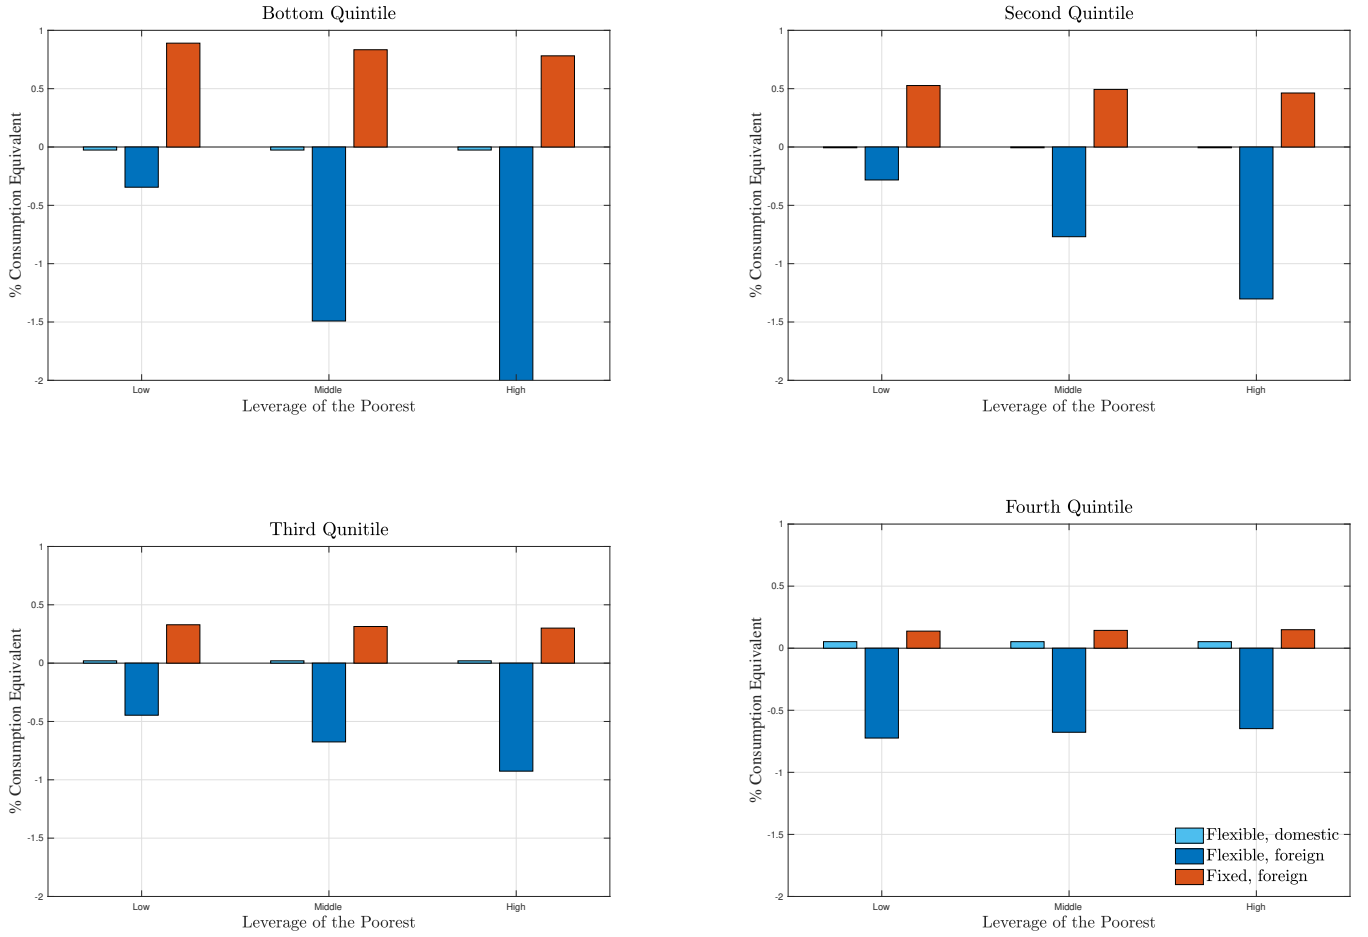 Bottom Quintile
% Consumption Equivalent
1
0.5
0
-0.5
-1
-1.5
-2
Low Middle High
Leverage of the Poorest
Second Quintile
% Consumption Equivalent
1
0.5
0
-0.5
-1
-1.5
-2
Low Middle High
Leverage of the Poorest
Third Qunitile
% Consumption Equivalent
1
0.5
0
-0.5
-1
-1.5
-2
Low Middle High
Leverage of the Poorest
Fourth Quintile
% Consumption Equivalent
1
0.5
0
-0.5
-1
-1.5
-2
Low Middle High
Leverage of the Poorest
Flexible, domestic
Flexible, foreign
Fixed, foreign